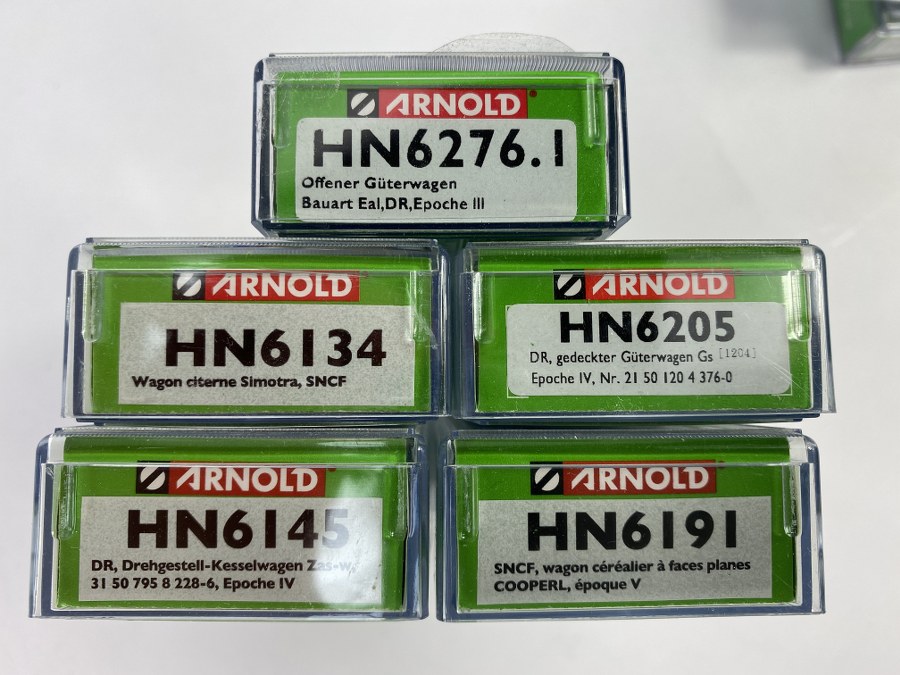 ARNOLD
HN6276.1
Offener Güterwagen
Bauart Eal,DR,Epoche III
ARNOLD
HN6134
Wagon citerne Simotra, SNCF
ARNOLD
HN6205
DR, gedeckter Güterwagen Gs [1204]
Epoche IV, Nr. 21 50 120 4 376-0
ARNOLD
HN6145
DR, Drehgestell-Kesselwagen Zas-w,
31 50 795 8 228-6, Epoche IV
ARNOLD
HN6191
SNCF, wagon céréalier à faces planes
COOPERL, époque V